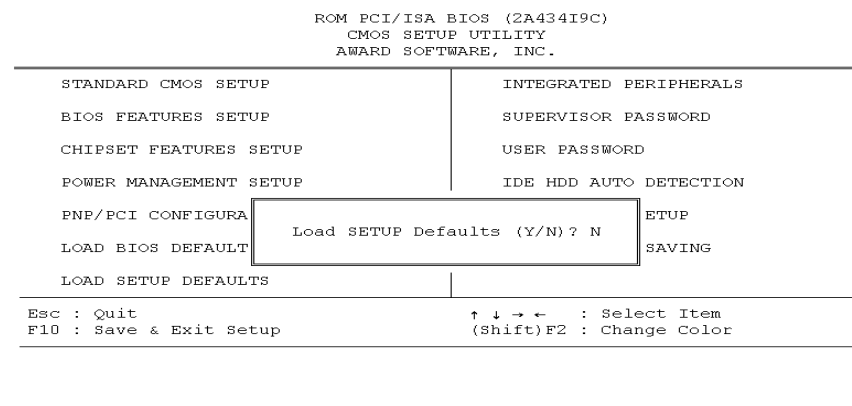 ROM PCI/ISA BIOS (2A434I9C)
CMOS SETUP UTILITY
AWARD SOFTWARE, INC.
STANDARD CMOS SETUP
BIOS FEATURES SETUP
CHIPSET FEATURES SETUP
POWER MANAGEMENT SETUP
PNP/PCI CONFIGURA
LOAD BIOS DEFAULT
LOAD SETUP DEFAULTS
INTEGRATED PERIPHERALS
SUPERVISOR PASSWORD
USER PASSWORD
IDE HDD AUTO DETECTION
ETUP
SAVING
Load SETUP Defaults (Y/N)? N
Esc : Quit
F10 : Save & Exit Setup
↑ ↓ → ← : Select Item
(Shift)F2 : Change Color